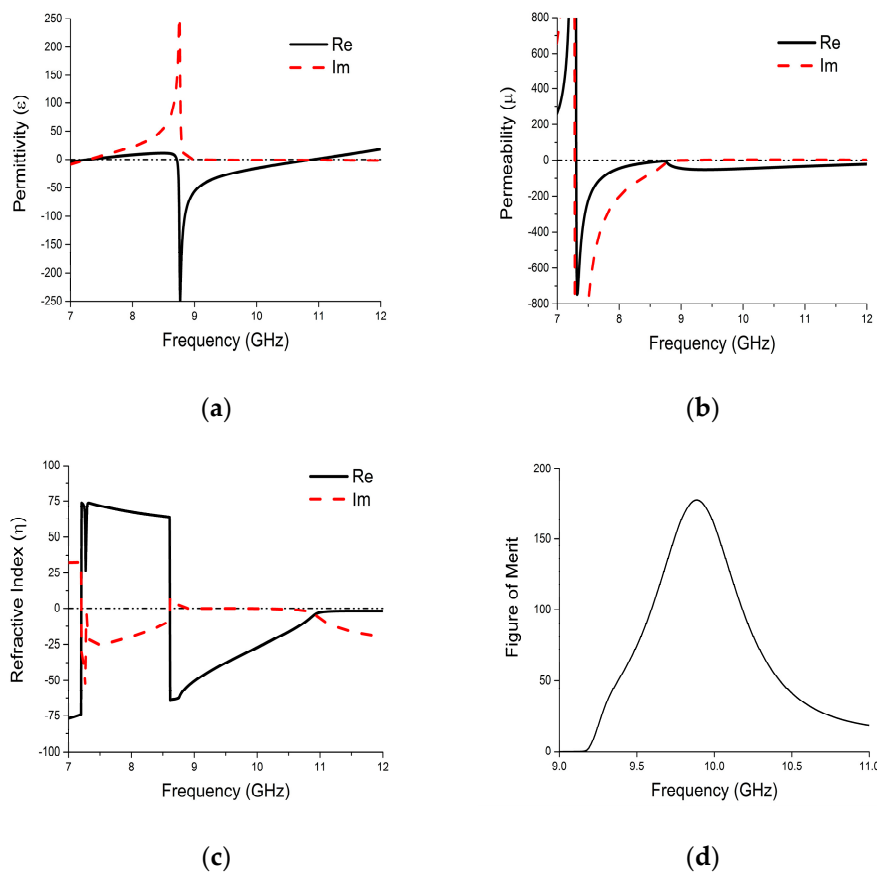 250
200
150
100
50
0
-50
-100
-150
-200
-250
Permittivity (ε)
Re
Im
7 8 9 10 11 12
Frequency (GHz)
(a)
800
600
400
200
0
-200
-400
-600
-800
Permeability (μ)
Re
Im
7 8 9 10 11 12
Frequency (GHz)
(b)
100
75
50
25
0
-25
-50
-75
-100
Refractive Index (η)
Re
Im
7 8 9 10 11 12
Frequency (GHz)
(c)
200
150
100
50
0
Figure of Merit
9.0 9.5 10.0 10.5 11.0
Frequency (GHz)
(d)